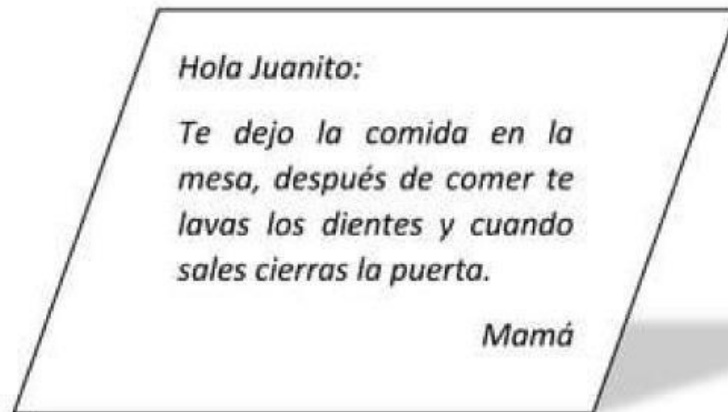 Hola Juanito:
Te dejo la comida en la
mesa, después de comer te
lavas los dientes y cuando
sales cierras la puerta.
Mamá